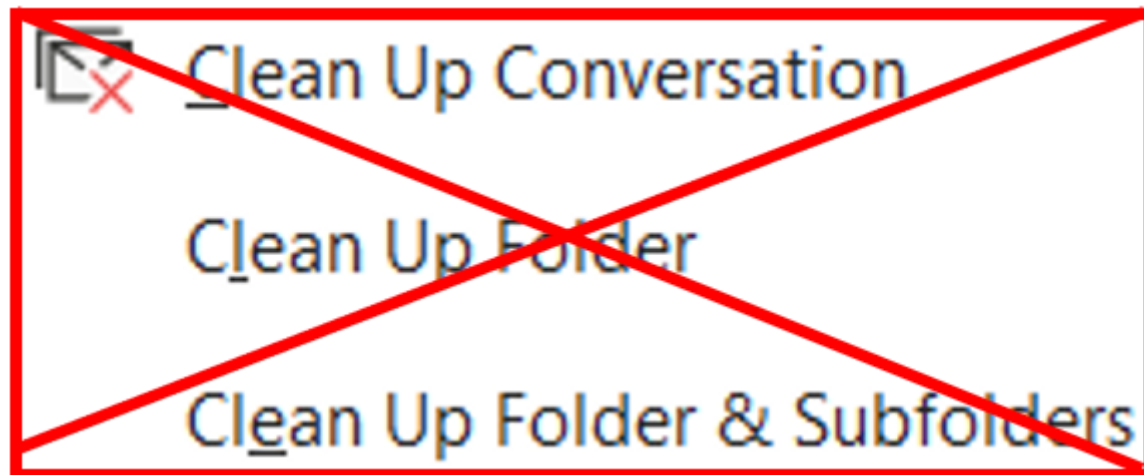 Clean Up Conversation
Clean Up Folder
Clean Up Folder & Subfolders